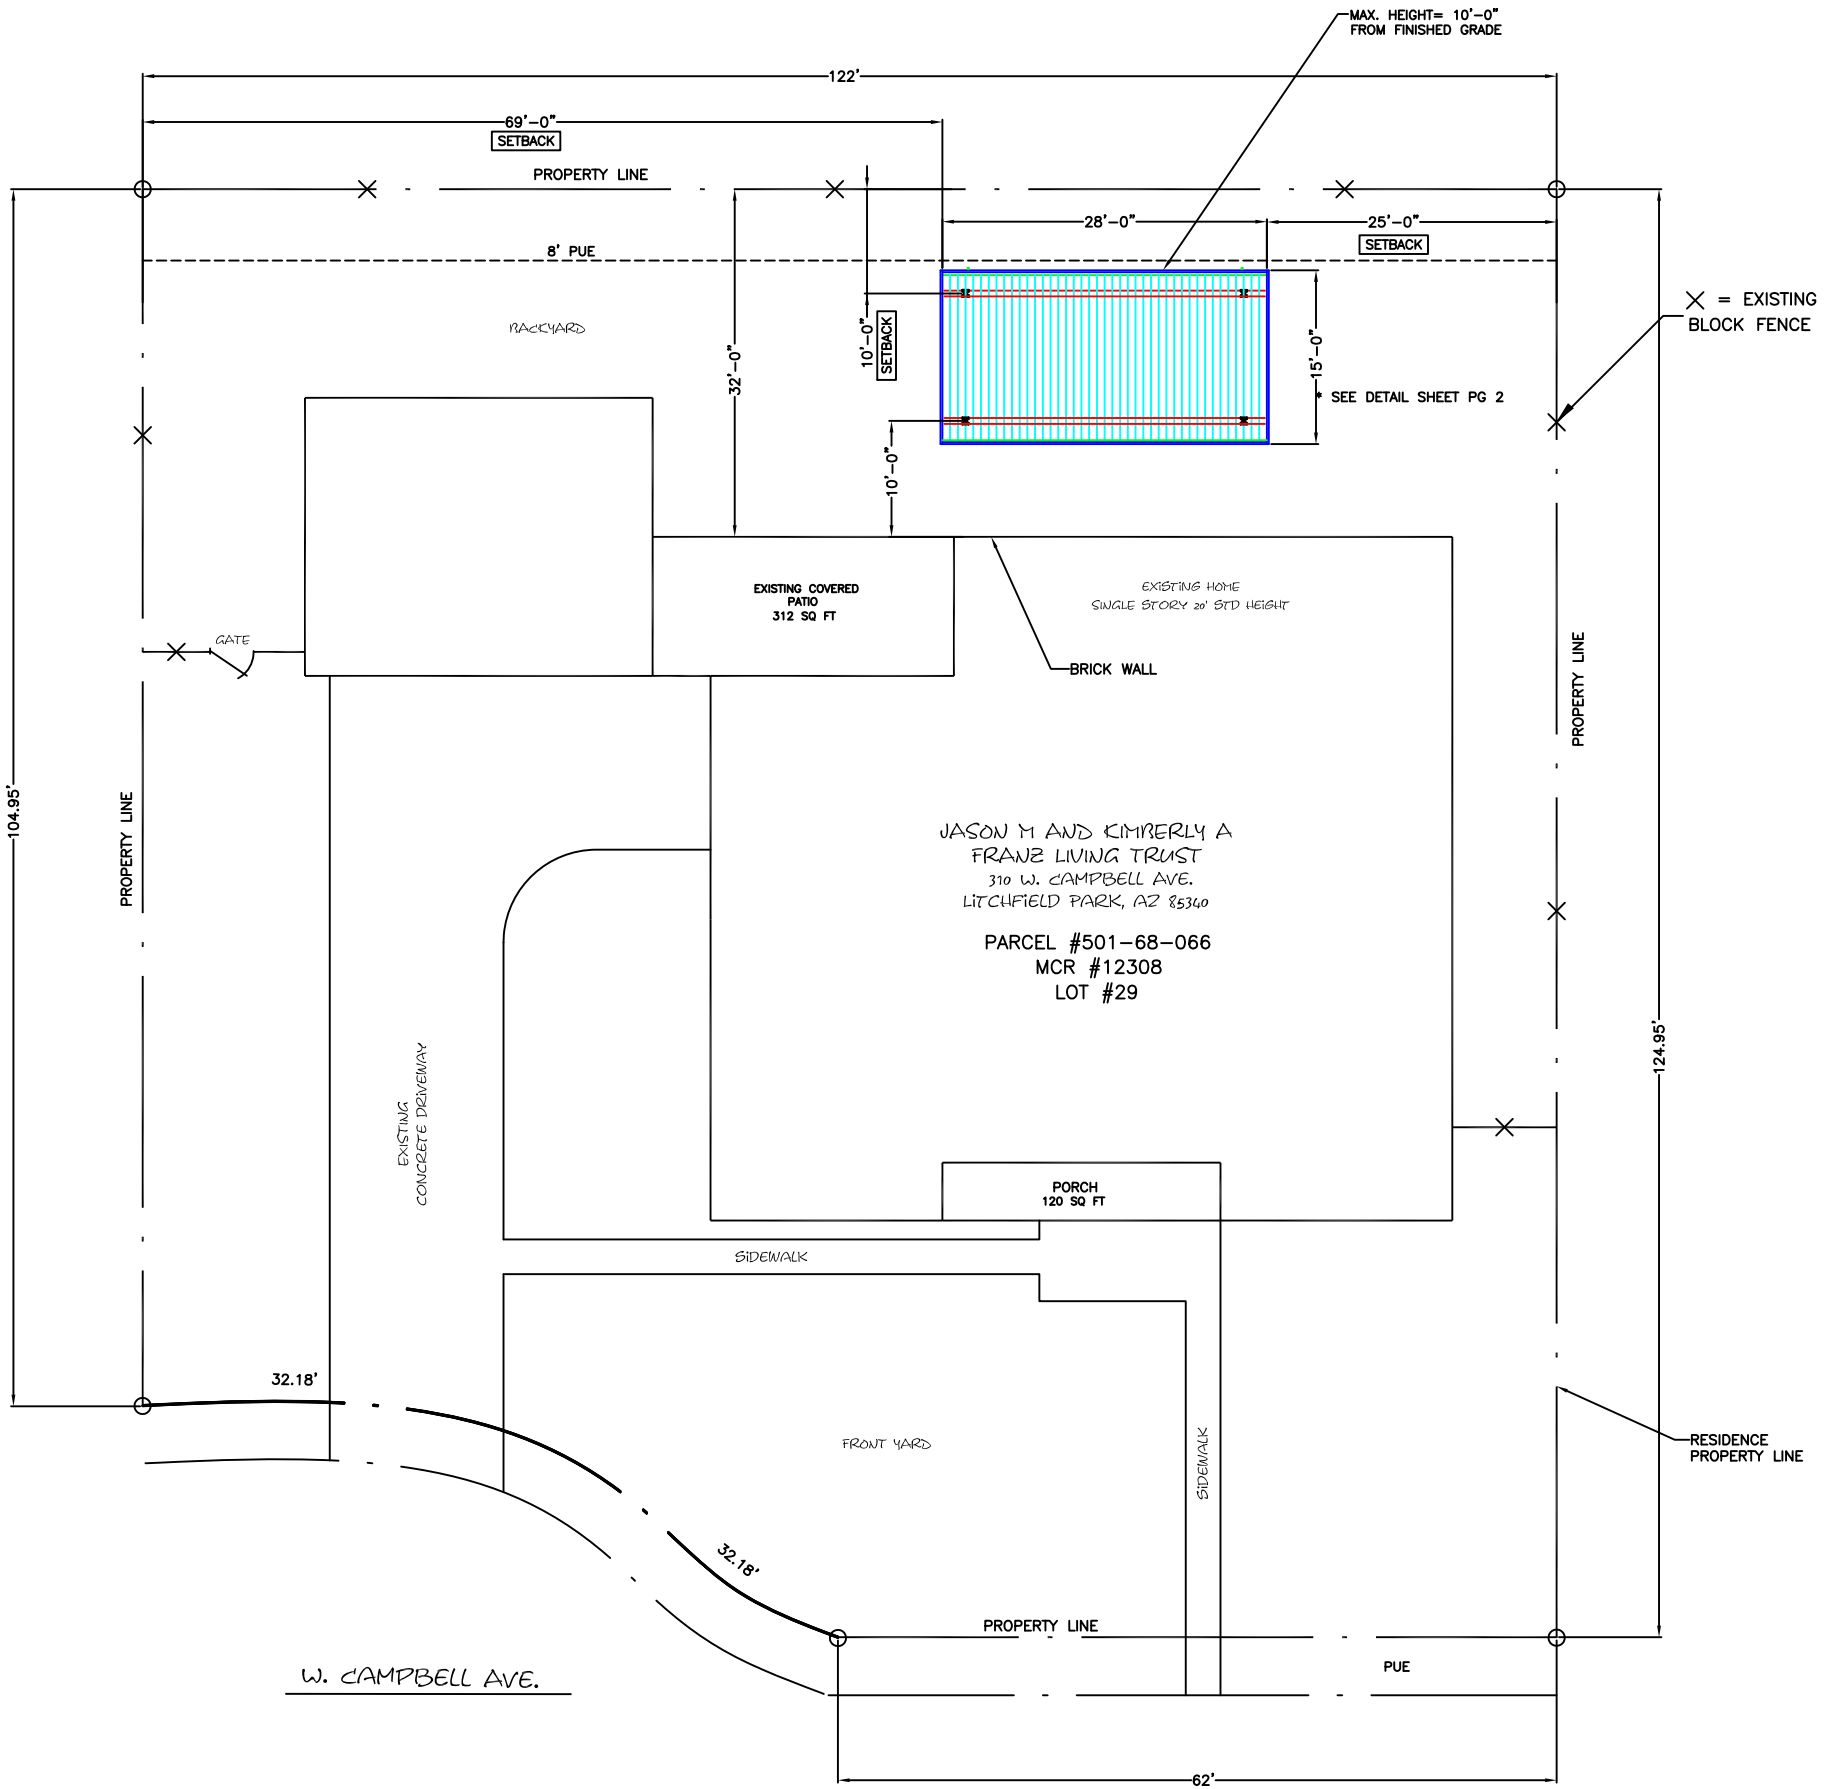 MAX. HEIGHT= 10'-0"
FROM FINISHED GRADE
122'
69'-0"
SETBACK
PROPERTY LINE
28'-0"
25'-0"
SETBACK
8' PUE
BACKYARD
32'-0"
10'-0"
SETBACK
15'-0"
* SEE DETAIL SHEET PG 2
X = EXISTING
BLOCK FENCE
10'-0"
EXISTING COVERED
PATIO
312 SQ FT
EXISTING HOME
SINGLE STORY 20' STD HEIGHT
GATE
BRICK WALL
PROPERTY LINE
104.95'
PROPERTY LINE
JASON M AND KIMBERLY A
FRANZ LIVING TRUST
310 W. CAMPBELL AVE.
LITCHFIELD PARK, AZ 85340
PARCEL #501-68-066
MCR #12308
LOT #29
124.95'
EXISTING
CONCRETE DRIVEWAY
PORCH
120 SQ FT
SIDEWALK
32.18'
FRONT YARD
SIDEWALK
RESIDENCE
PROPERTY LINE
32.18'
PROPERTY LINE
PUE
W. CAMPBELL AVE.
62'